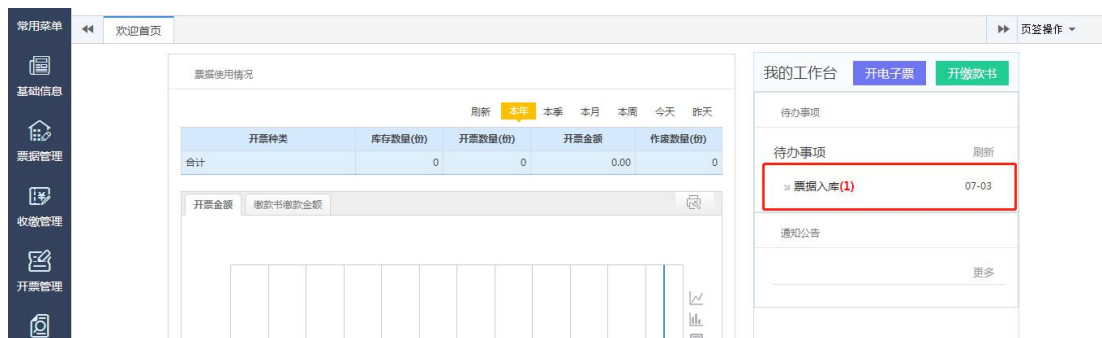 常用菜单
欢迎首页
页签操作
基础信息
票据管理
收缴管理
开票管理
票据使用情况
刷新 本年 本季 本月 本周 今天 昨天
开票种类 库存数量(份) 开票数量(份) 开票金额 作废数量(份)
合计 0 0 0.00 0
开票金额 缴款书缴款金额
我的工作台 开电子票 开缴款书
待办事项
待办事项 刷新
票据入库(1) 07-03
通知公告
更多